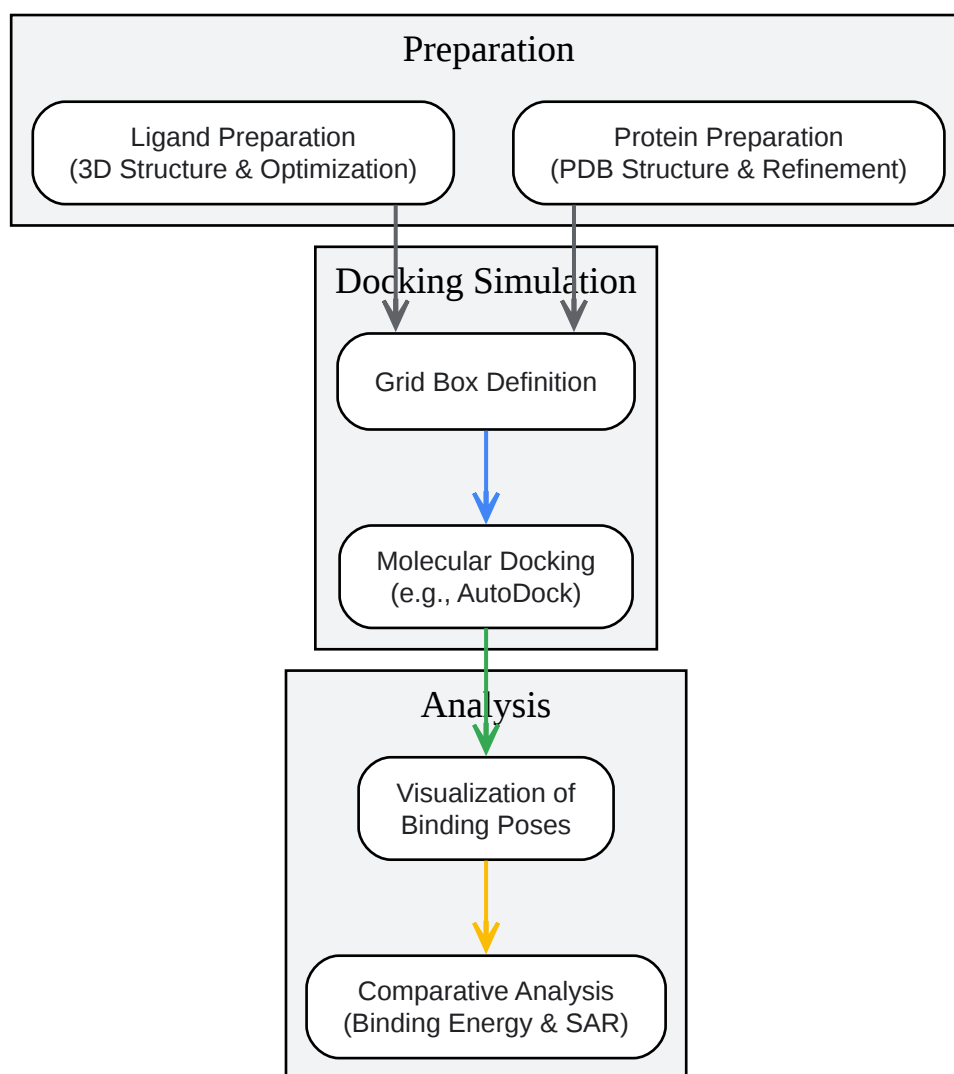 Preparation
Ligand Preparation
(3D Structure & Optimization)
Protein Preparation
(PDB Structure & Refinement)
Docking Simulation
Grid Box Definition
Molecular Docking
(e.g., AutoDock)
Analysis
Visualization of
Binding Poses
Comparative Analysis
(Binding Energy & SAR)